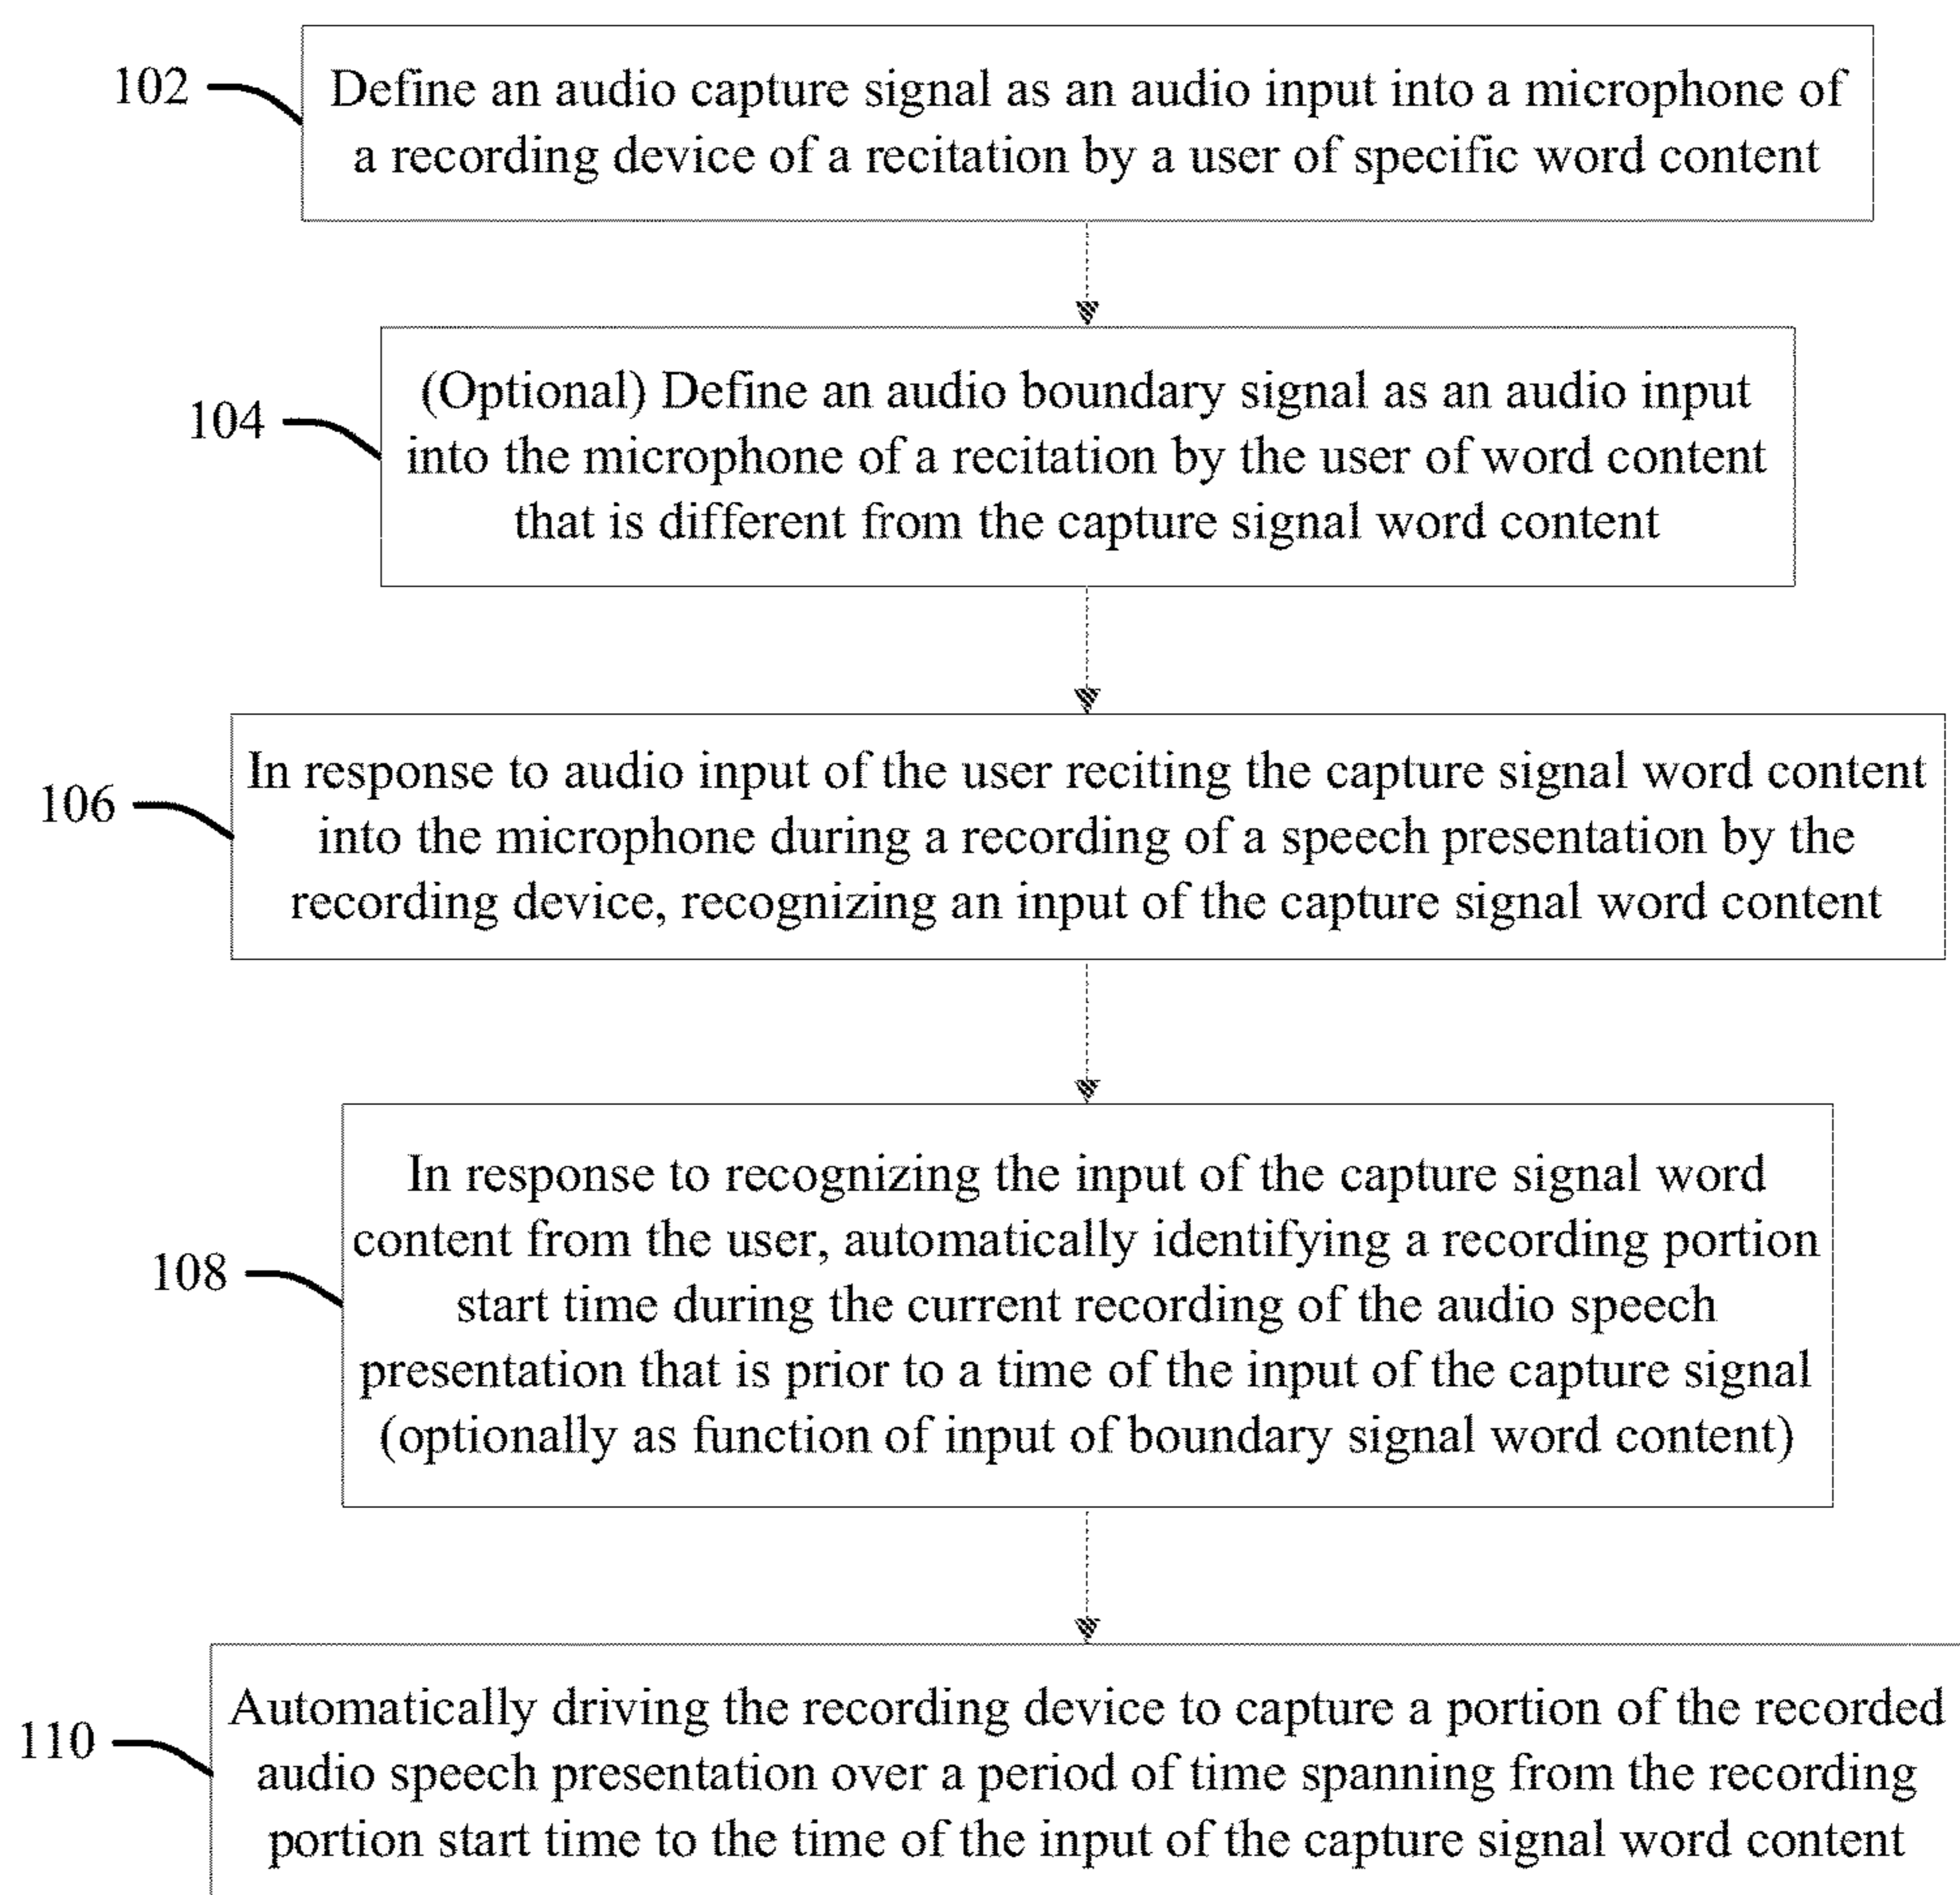 102
Define an audio capture signal as an audio input into a microphone of
a recording device of a recitation by a user of specific word content
104
(Optional) Define an audio boundary signal as an audio input
into the microphone of a recitation by the user of word content
that is different from the capture signal word content
106
In response to audio input of the user reciting the capture signal word content
into the microphone during a recording of a speech presentation by the
recording device, recognizing an input of the capture signal word content
108
In response to recognizing the input of the capture signal word
content from the user, automatically identifying a recording portion
start time during the current recording of the audio speech
presentation that is prior to a time of the input of the capture signal
(optionally as function of input of boundary signal word content)
110
Automatically driving the recording device to capture a portion of the recorded
audio speech presentation over a period of time spanning from the recording
portion start time to the time of the input of the capture signal word content